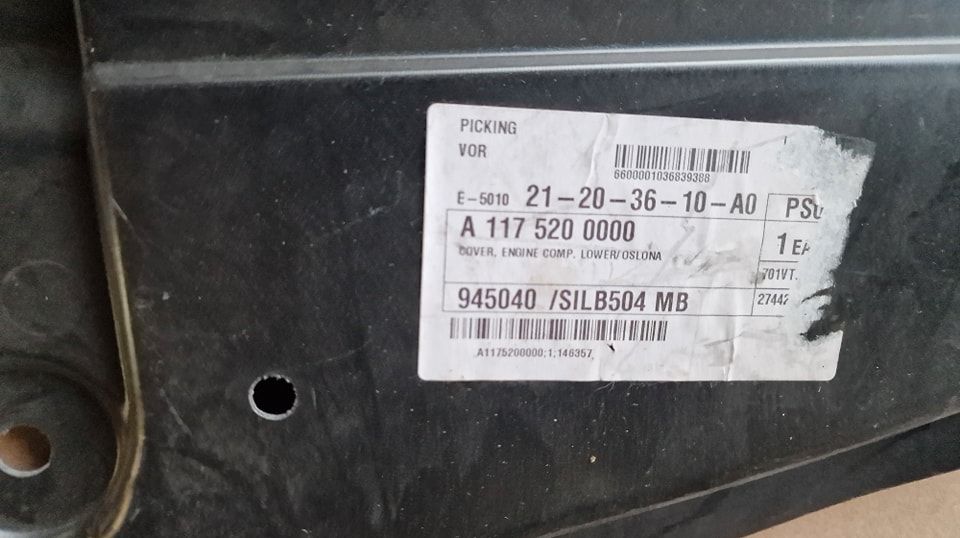 PICKING
VOR
6600001036839388
E-5010 21-20-36-10-A0
A 117 520 0000
1 EA
COVER, ENGINE COMP. LOWER/OSLONA
701VT.
945040 /SILB504 MB
A1175200000;1;146357